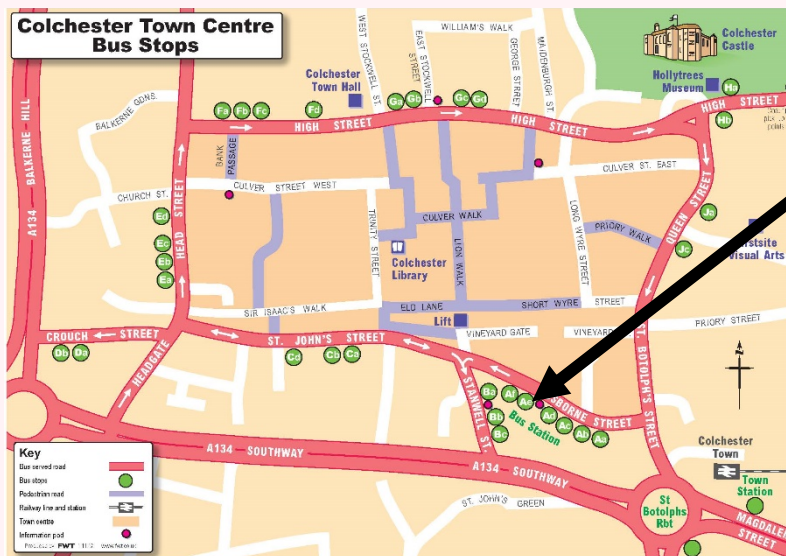 Colchester Town Centre
Bus Stops
WILLIAM'S WALK
WEST STOCKWELL ST.
EAST STOCKWELL
STREET
GEORGE STRRET
MAIDENBURGH ST.
Colchester
Castle
Colchester
Town Hall
Hollytrees
Museum
Ha
Hb
HIGH STREET
BALKERNE HILL
A134
BALKERNE GDNS.
Fa
Fb
Fc
Fd
Ga
Gb
Gc
Gd
HIGH STREET
HIGH STREET
BANK
PASSAGE
CULVER ST. EAST
CHURCH ST.
CULVER STREET WEST
HEAD STREET
Ed
Ec
Eb
Ea
TRINITY STREET
CULVER WALK
LION WALK
LONG WYRE
STREET
PRIORY WALK
QUEEN STREET
Ja
Jc
Visual Arts
Colchester
Library
SIR ISAAC'S WALK
ELD LANE
SHORT WYRE
STREET
Lift
VINEYARD GATE
VINEYARD
PRIORY STREET
CROUCH STREET
Db
Da
HEADGATE
ST. JOHN'S STREET
Cd
Cb
Ca
STANWELL ST.
Ba
Bb
Bc
Af
Ae
Ad
Ac
Ab
Aa
Bus Station
STREET
ST. BOTOLPH'S STREET
N
A134 SOUTHWAY
A134 SOUTHWAY
Colchester
Town
Town
Station
ST. JOHN'S
GREEN
St
Botolphs
Rbt
MAGDALEN
STREET
Key
Bus served road
Bus stops
Pedestrian road
Railway line and station
Town centre
Information pod
FWT